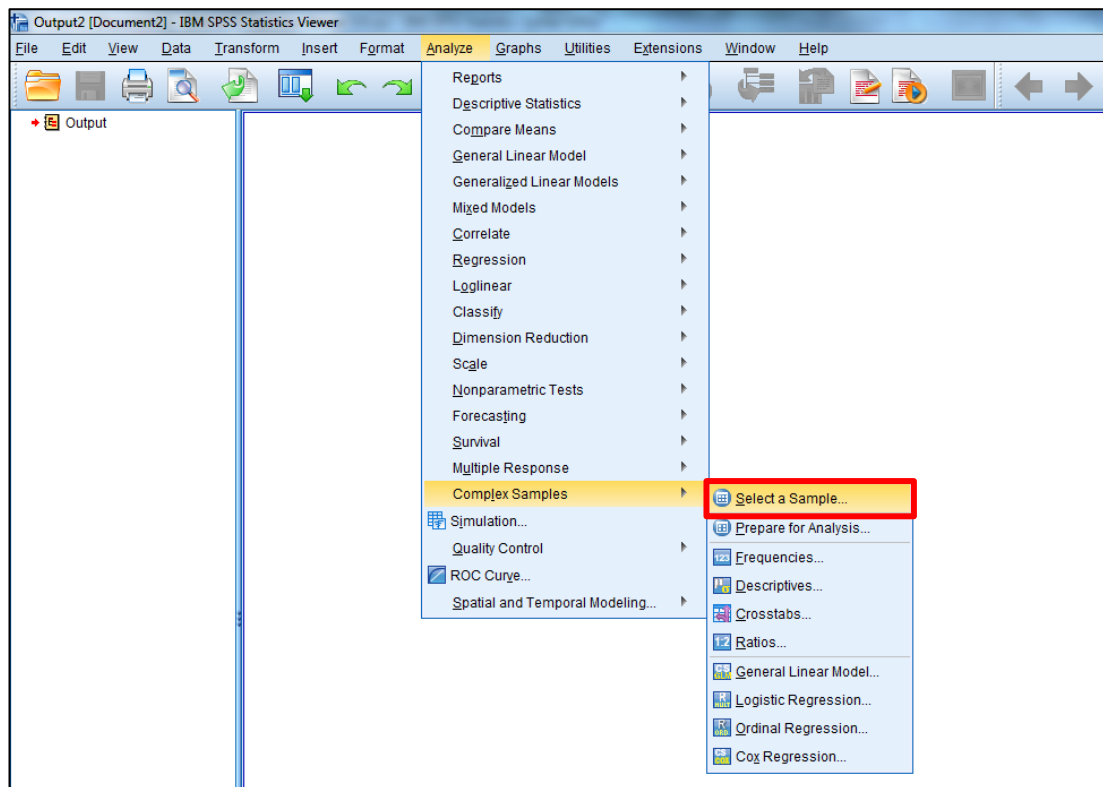 Output2 [Document2] - IBM SPSS Statistics Viewer
File Edit View Data Transform Insert Format Analyze Graphs Utilities Extensions Window Help
Output
Reports
Descriptive Statistics
Compare Means
General Linear Model
Generalized Linear Models
Mixed Models
Correlate
Regression
Loglinear
Classify
Dimension Reduction
Scale
Nonparametric Tests
Forecasting
Survival
Multiple Response
Complex Samples
Simulation...
Quality Control
ROC Curve...
Spatial and Temporal Modeling...
Select a Sample...
Prepare for Analysis...
123 Frequencies...
Descriptives...
Crosstabs...
1:2 Ratios...
General Linear Model...
Logistic Regression...
Ordinal Regression...
Cox Regression...